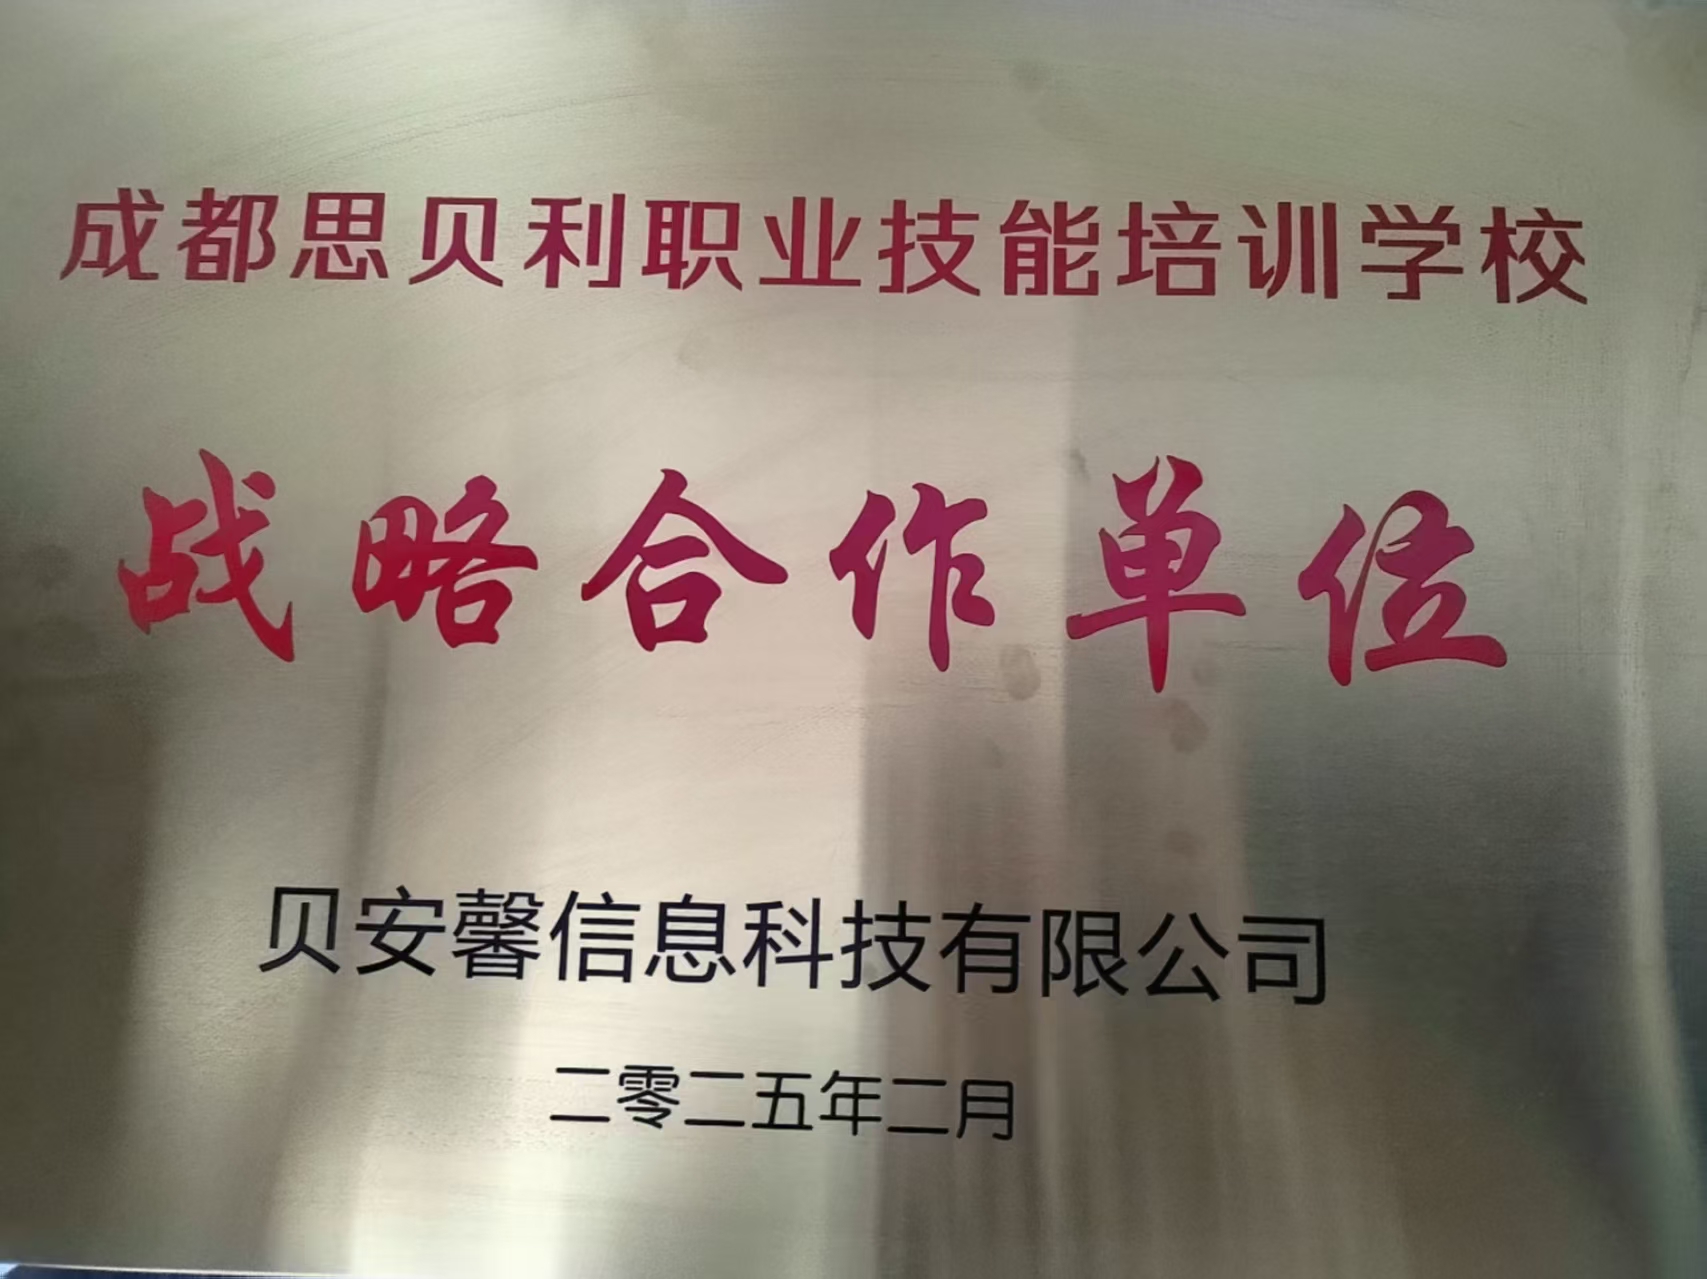 成都思贝利职业技能培训学校
战略合作单位
贝安馨信息科技有限公司
二零二五年二月